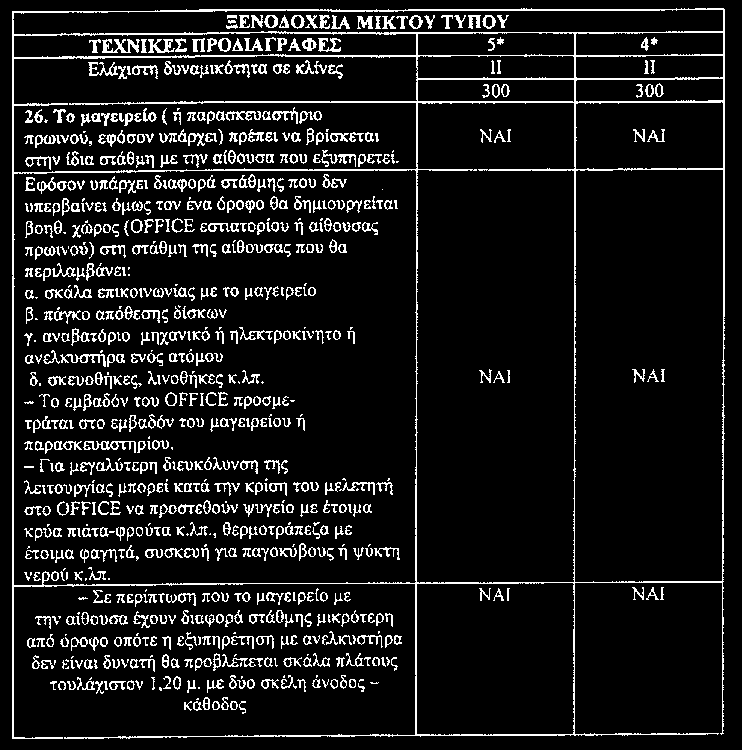 ΞΕΝΟΔΟΧΕΙΑ ΜΙΚΤΟΥ ΤΥΠΟΥ
ΤΕΧΝΙΚΕΣ ΠΡΟΔΙΑΓΡΑΦΕΣ 5* 4*
Ελάχιστη δυναμικότητα σε κλίνες ΙΙ ΙΙ
300 300
26. Το μαγειρείο ( ή παρασκευαστήριο
πρωινού, εφόσον υπάρχει) πρέπει να βρίσκεται ΝΑΙ ΝΑΙ
στην ίδια στάθμη με την αίθουσα που εξυπηρετεί.
Εφόσον υπάρχει διαφορά στάθμης που δεν
υπερβαίνει όμως τον ένα όροφο θα δημιουργείται
βοηθ. χώρος (OFFICE εστιατορίου ή αίθουσας
πρωινού) στη στάθμη της αίθουσας που θα
περιλαμβάνει:
α. σκάλα επικοινωνίας με το μαγειρείο
β. πάγκο απόθεσης δίσκων
γ. αναβατόριο μηχανικό ή ηλεκτροκίνητο ή
ανελκυστήρα ενός ατόμου
δ. σκευοθήκες, λινοθήκες κ.λπ. ΝΑΙ ΝΑΙ
– Το εμβαδόν του OFFICE προσμε-
τράται στο εμβαδόν του μαγειρείου ή
παρασκευαστηρίου.
– Για μεγαλύτερη διευκόλυνση της
λειτουργίας μπορεί κατά την κρίση του μελετητή
στο OFFICE να προστεθούν ψυγείο με έτοιμα
κρύα πιάτα-φρούτα κ.λπ., θερμοτράπεζα με
έτοιμα φαγητά, συσκευή για παγοκύβους ή ψύκτη
νερού κ.λπ.
– Σε περίπτωση που το μαγειρείο με ΝΑΙ ΝΑΙ
την αίθουσα έχουν διαφορά στάθμης μικρότερη
από όροφο οπότε η εξυπηρέτηση με ανελκυστήρα
δεν είναι δυνατή θα προβλέπεται σκάλα πλάτους
τουλάχιστον 1,20 μ. με δύο σκέλη άνοδος –
κάθοδος